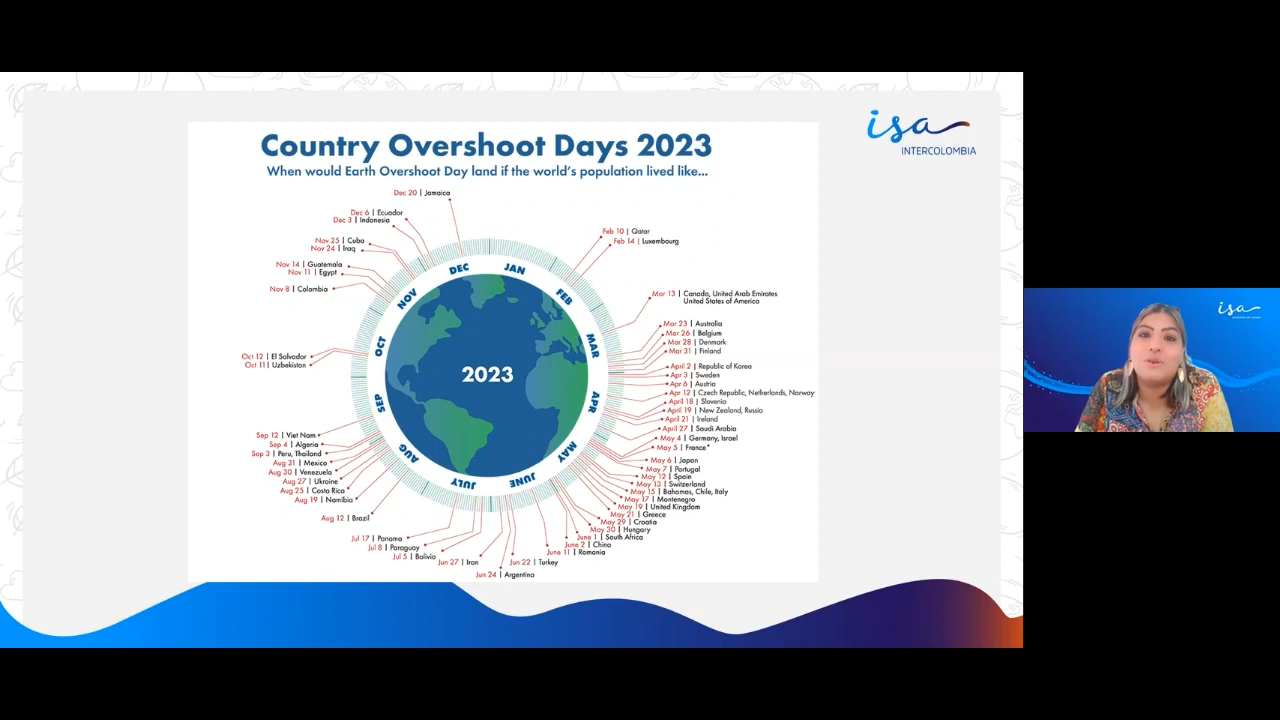 Country Overshoot Days 2023
When would Earth Overshoot Day land if the world's population lived like...
isa
INTERCOLOMBIA
Dec 20 | Jamaica
Dec 6 | Ecuador
Dec 3 | Indonesia
Nov 25 | Cuba
Nov 24 | Iraq
Nov 14 | Guatemala
Nov 11 | Egypt
Nov 8 | Colombia
Oct 12 | El Salvador
Oct 11 | Uzbekistan
Sep 12 | Viet Nam
Sep 4 | Algeria
Sep 3 | Peru, Thailand
Aug 31 | Mexico
Aug 30 | Venezuela
Aug 27 | Ukraine
Aug 25 | Costa Rica
Aug 19 | Namibia
Aug 12 | Brazil
Jul 17 | Panama
Jul 8 | Paraguay
Jul 5 | Bolivia
Jun 27 | Iran
Jun 24 | Argentina
Jun 22 | Turkey
Feb 10 | Qatar
Feb 14 | Luxembourg
Mar 13 | Canada, United Arab Emirates
United States of America
Mar 23 | Australia
Mar 26 | Belgium
Mar 28 | Denmark
Mar 31 | Finland
April 2 | Republic of Korea
Apr 3 | Sweden
Apr 6 | Austria
Apr 12 | Czech Republic, Netherlands, Norway
April 18 | Slovenia
April 19 | New Zealand, Russia
April 21 | Ireland
April 27 | Saudi Arabia
May 4 | Germany, Israel
May 5 | France*
May 6 | Japan
May 7 | Portugal
May 12 | Spain
May 13 | Switzerland
May 15 | Bahamas, Chile, Italy
May 17 | Montenegro
May 19 | United Kingdom
May 21 | Greece
May 29 | Croatia
May 30 | Hungary
June 1 | South Africa
June 2 | China
June 11 | Romania
JAN
FEB
MAR
APR
MAY
JUNE
JULY
AUG
SEP
OCT
NOV
DEC
2023
isa